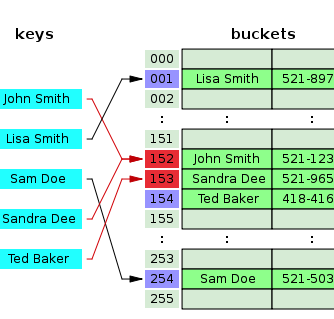 keys
buckets
John Smith
Lisa Smith
Sam Doe
Sandra Dee
Ted Baker
000
001 Lisa Smith 521-897
002
:
:
:
151
152 John Smith 521-123
153 Sandra Dee 521-965
154 Ted Baker 418-416
155
:
:
:
253
254 Sam Doe 521-503
255